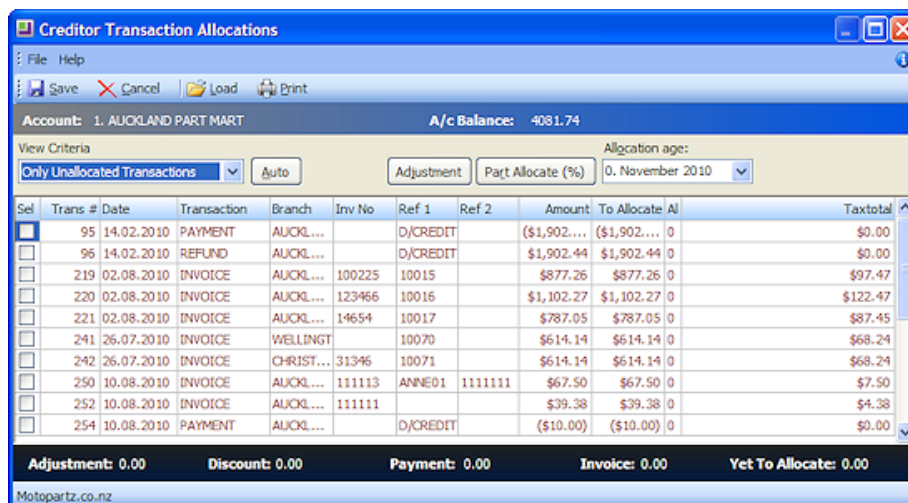 Creditor Transaction Allocations
File Help
Save Cancel Load Print
Account: 1. AUCKLAND PART MART A/c Balance: 4081.74
View Criteria Allocation age:
Only Unallocated Transactions Auto Adjustment Part Allocate (%) 0. November 2010
Sel Trans # Date Transaction Branch Inv No Ref 1 Ref 2 Amount To Allocate Al Taxtotal
95 14.02.2010 PAYMENT AUCKL... D/CREDIT ($1,902.... ($1,902.... 0 $0.00
96 14.02.2010 REFUND AUCKL... D/CREDIT $1,902.44 $1,902.44 0 $0.00
219 02.08.2010 INVOICE AUCKL... 100225 10015 $877.26 $877.26 0 $97.47
220 02.08.2010 INVOICE AUCKL... 123466 10016 $1,102.27 $1,102.27 0 $122.47
221 02.08.2010 INVOICE AUCKL... 14654 10017 $787.05 $787.05 0 $87.45
241 26.07.2010 INVOICE WELLINGT 10070 $614.14 $614.14 0 $68.24
242 26.07.2010 INVOICE CHRIST... 31346 10071 $614.14 $614.14 0 $68.24
250 10.08.2010 INVOICE AUCKL... 111113 ANNE01 1111111 $67.50 $67.50 0 $7.50
252 10.08.2010 INVOICE AUCKL... 111111 $39.38 $39.38 0 $4.38
254 10.08.2010 PAYMENT AUCKL... D/CREDIT ($10.00) ($10.00) 0 $0.00
Adjustment: 0.00 Discount: 0.00 Payment: 0.00 Invoice: 0.00 Yet To Allocate: 0.00
Motopartz.co.nz